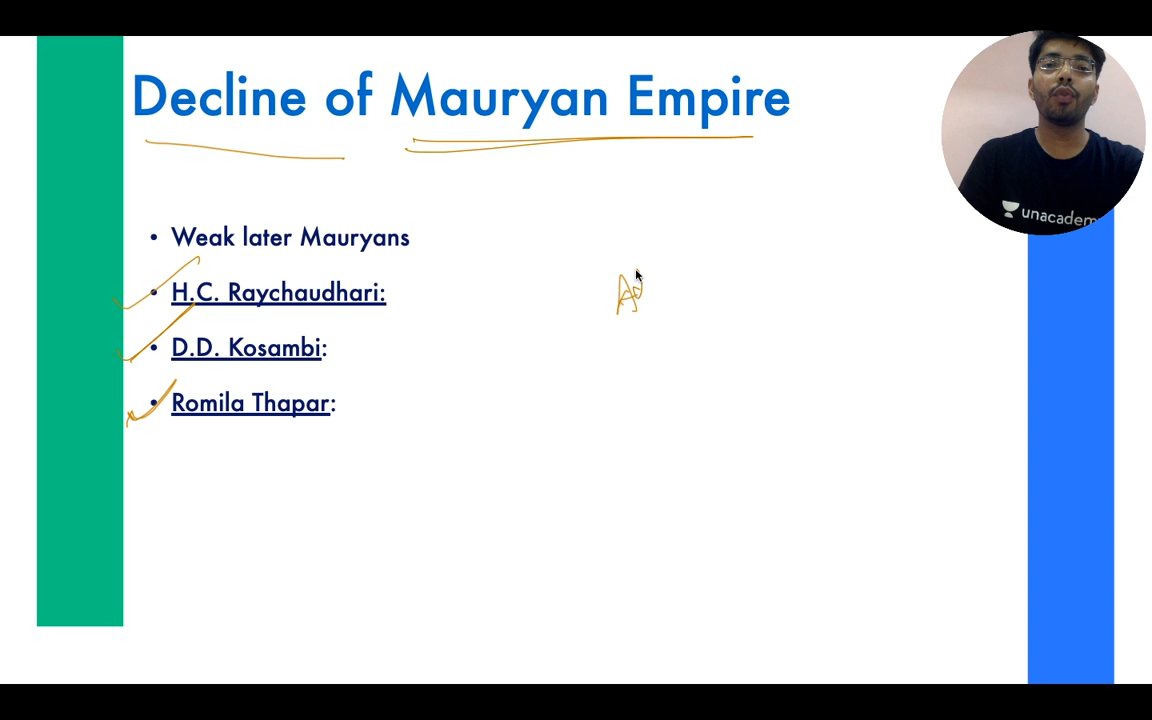 Decline of Mauryan Empire
unacadem
• Weak later Mauryans
• H.C. Raychaudhari:
• D.D. Kosambi:
• Romila Thapar: